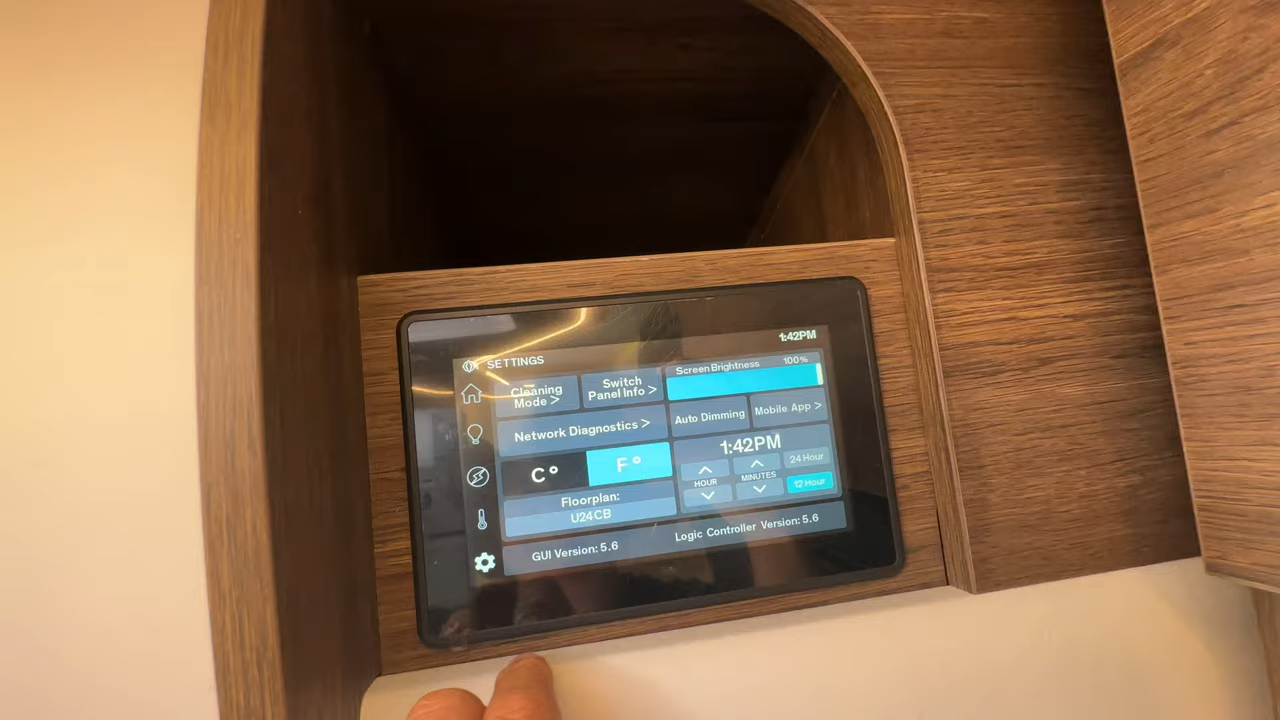 1:42PM
SETTINGS
Cleaning
Mode >
Switch
Panel Info >
Screen Brightness 100%
Network Diagnostics >
Auto Dimming
Mobile App >
C° F°
1:42PM
HOUR
MINUTES
24 Hour
12 Hour
Floorplan:
U24CB
GUI Version: 5.6
Logic Controller Version: 5.6